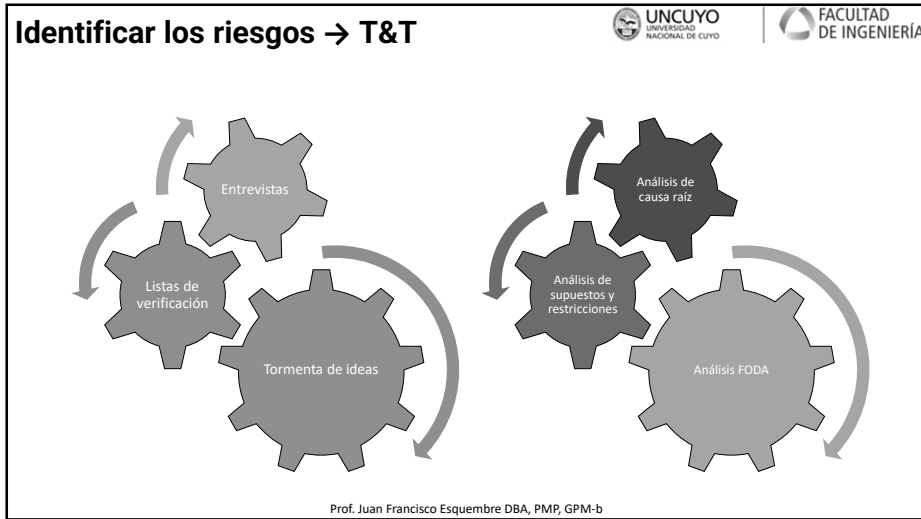 Identificar los riesgos → T&T
UNCUYO
UNIVERSIDAD
NACIONAL DE CUYO
FACULTAD
DE INGENIERÍA
Entrevistas
Listas de
verificación
Tormenta de ideas
Análisis de
causa raíz
Análisis de
supuestos y
restricciones
Análisis FODA
Prof. Juan Francisco Esquembre DBA, PMP, GPM-b